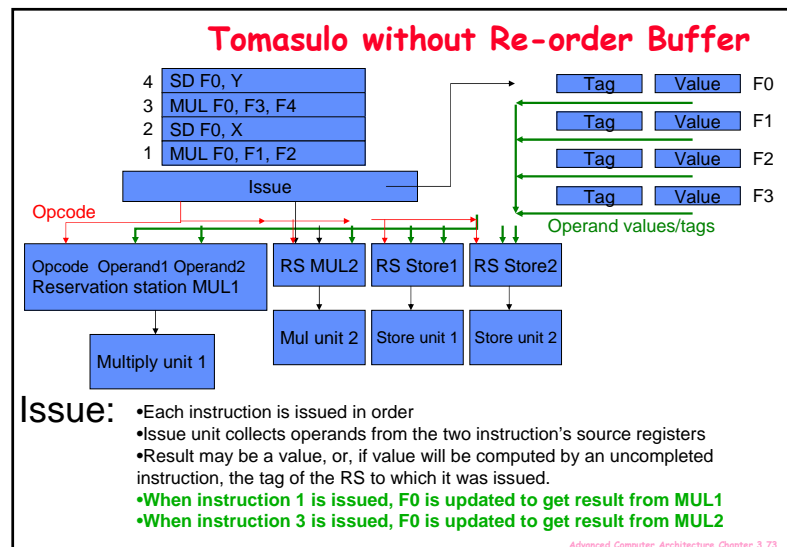 Tomasulo without Re-order Buffer
4 SD F0, Y
3 MUL F0, F3, F4
2 SD F0, X
1 MUL F0, F1, F2
Issue
Tag Value F0
Tag Value F1
Tag Value F2
Tag Value F3
Opcode
Operand values/tags
Opcode Operand1 Operand2
Reservation station MUL1
RS MUL2
RS Store1
RS Store2
Multiply unit 1
Mul unit 2
Store unit 1
Store unit 2
Issue:
•Each instruction is issued in order
•Issue unit collects operands from the two instruction's source registers
•Result may be a value, or, if value will be computed by an uncompleted
instruction, the tag of the RS to which it was issued.
•When instruction 1 is issued, F0 is updated to get result from MUL1
•When instruction 3 is issued, F0 is updated to get result from MUL2
Advanced Computer Architecture Chapter 3.73